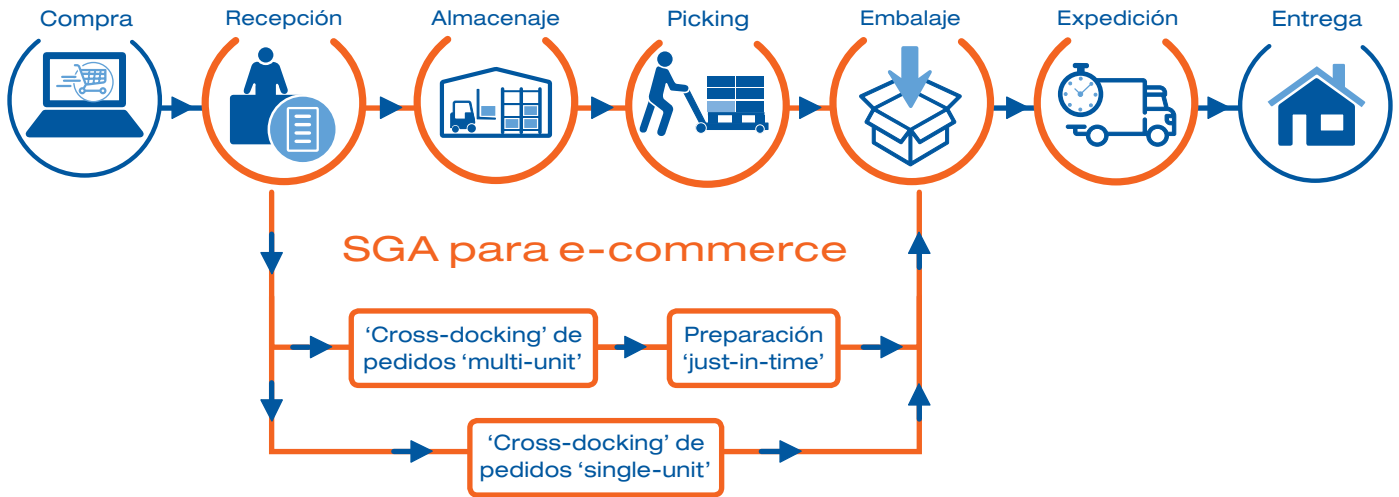 Compra
Recepción
Almacenaje
Picking
Embalaje
Expedición
Entrega
SGA para e-commerce
‘Cross-docking’ de
pedidos ‘multi-unit’
Preparación
‘just-in-time’
‘Cross-docking’ de
pedidos ‘single-unit’